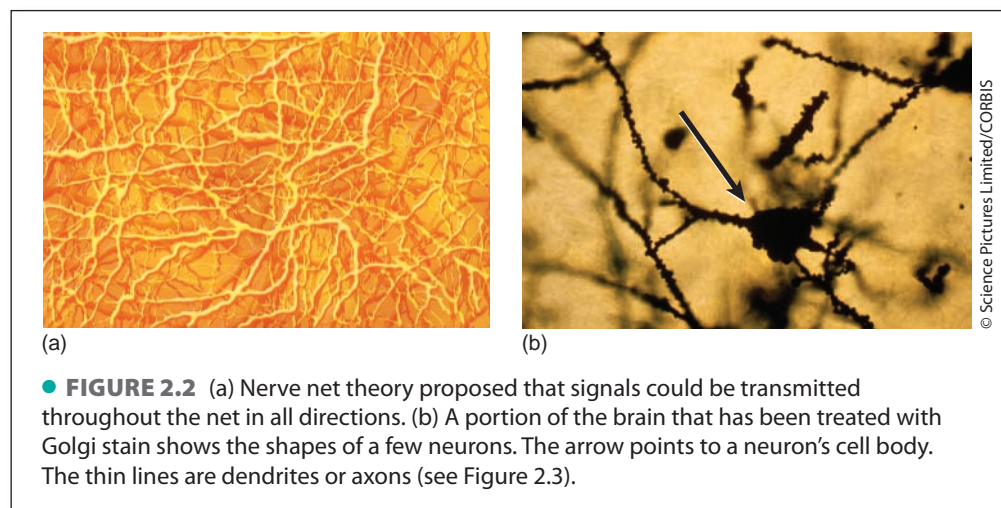 (a)
(b)
© Science Pictures Limited/CORBIS
● FIGURE 2.2 (a) Nerve net theory proposed that signals could be transmitted
throughout the net in all directions. (b) A portion of the brain that has been treated with
Golgi stain shows the shapes of a few neurons. The arrow points to a neuron's cell body.
The thin lines are dendrites or axons (see Figure 2.3).